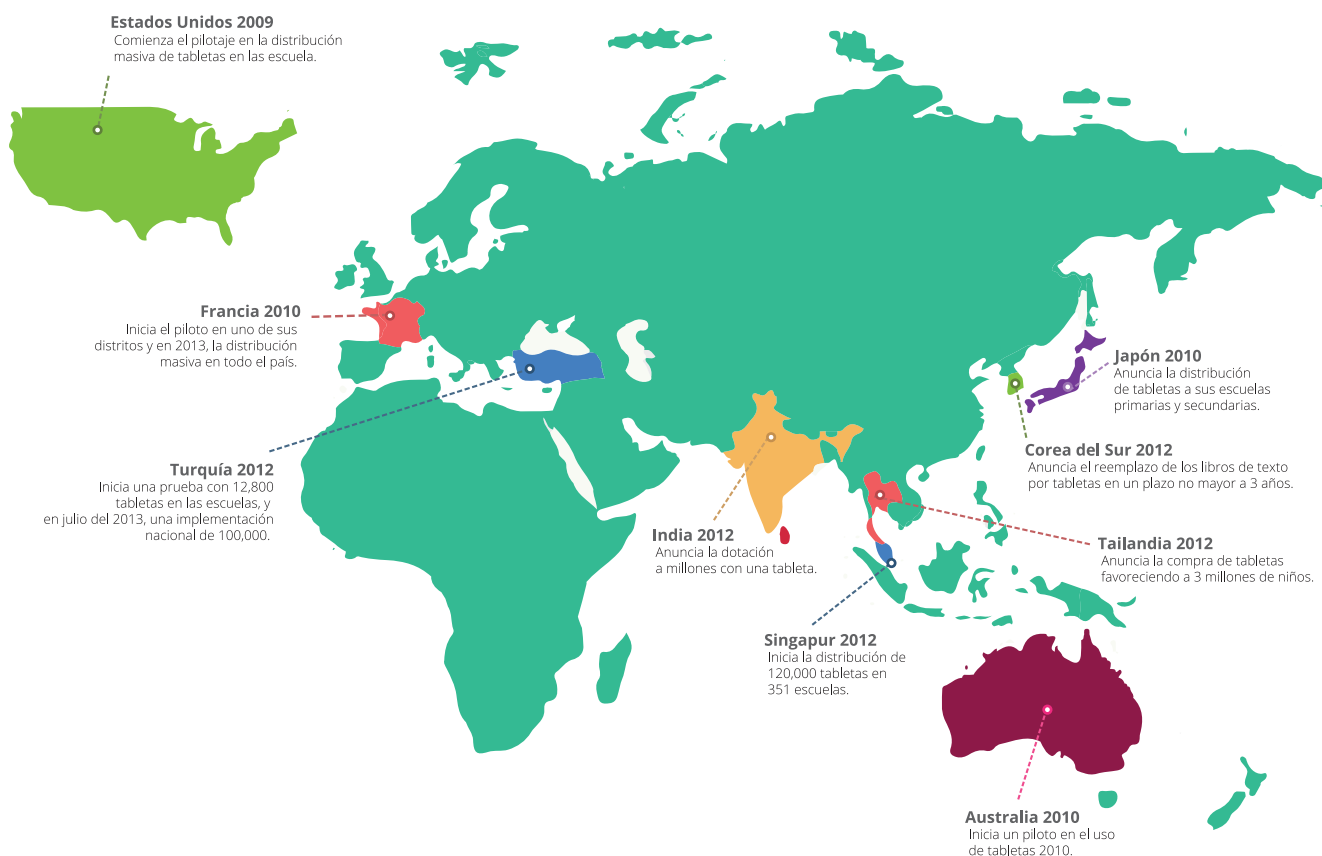 Estados Unidos 2009
Comienza el pilotaje en la distribución
masiva de tabletas en las escuela.
Francia 2010
Inicia el piloto en uno de sus
distritos y en 2013, la distribución
masiva en todo el país.
Japón 2010
Anuncia la distribución
de tabletas a sus escuelas
primarias y secundarias.
Corea del Sur 2012
Anuncia el reemplazo de los libros de texto
por tabletas en un plazo no mayor a 3 años.
Turquía 2012
Inicia una prueba con 12,800
tabletas en las escuelas, y
en julio del 2013, una implementación
nacional de 100,000.
India 2012
Anuncia la dotación
a millones con una tableta.
Tailandia 2012
Anuncia la compra de tabletas
favoreciendo a 3 millones de niños.
Singapur 2012
Inicia la distribución de
120,000 tabletas en
351 escuelas.
Australia 2010
Inicia un piloto en el uso
de tabletas 2010.